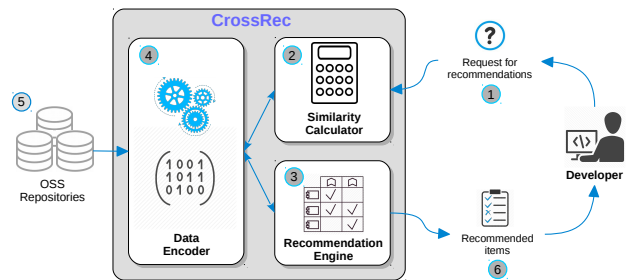 CrossRec
4
2
?
Request for
recommendations
1
5
Similarity
Calculator
</>
OSS
Repositories
1 0 0 1
1 0 1 1
0 1 0 0
3
Developer
Data
Encoder
Recommendation
Engine
Recommended
items
6